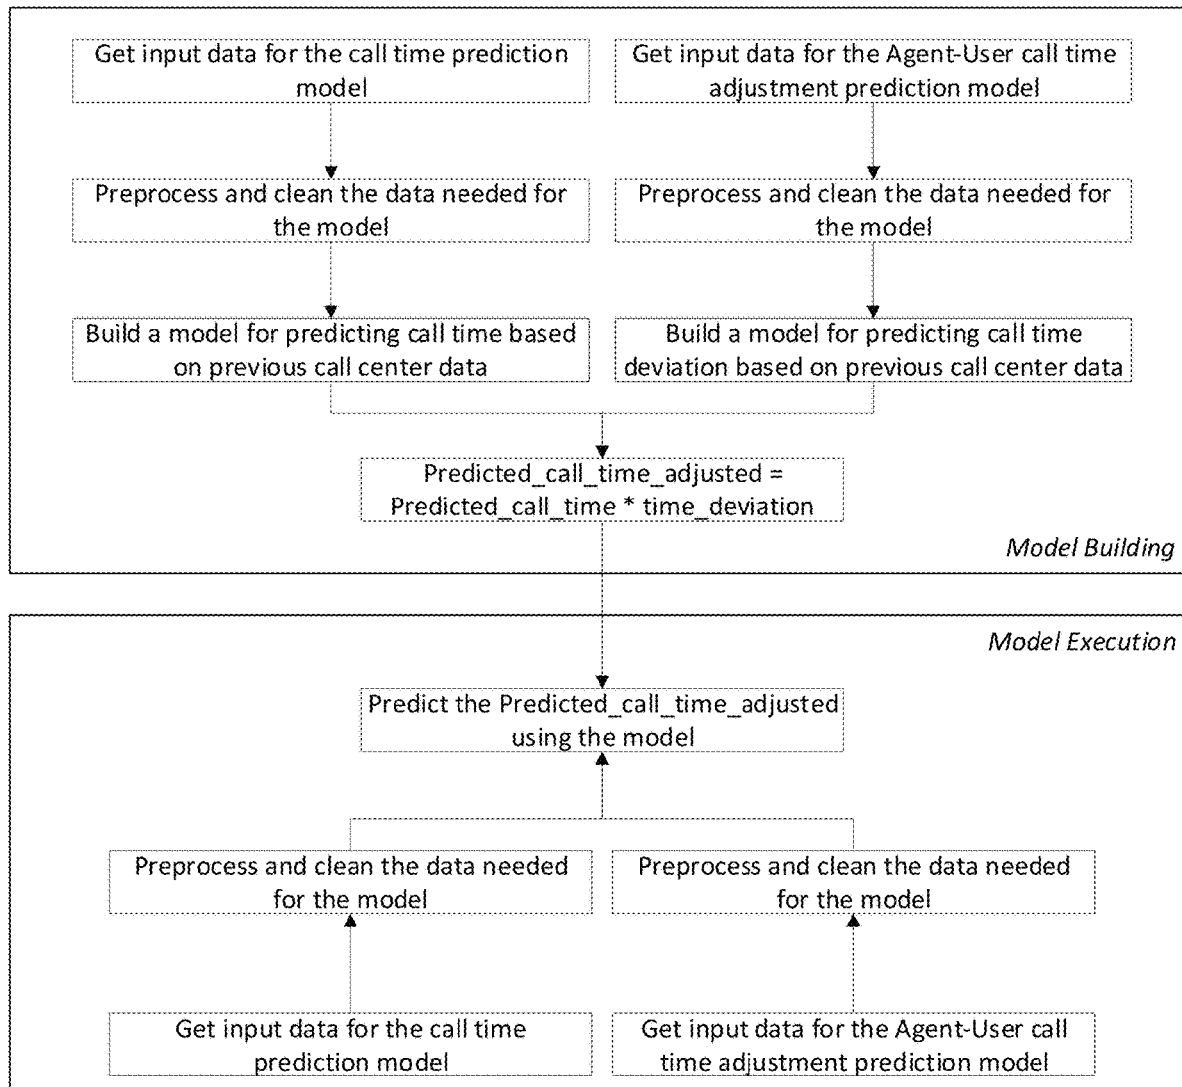 Get input data for the call time prediction
model
Get input data for the Agent-User call time
adjustment prediction model
Preprocess and clean the data needed for
the model
Preprocess and clean the data needed for
the model
Build a model for predicting call time based
on previous call center data
Build a model for predicting call time
deviation based on previous call center data
Predicted_call_time_adjusted =
Predicted_call_time * time_deviation
Model Building
Model Execution
Predict the Predicted_call_time_adjusted
using the model
Preprocess and clean the data needed
for the model
Preprocess and clean the data needed
for the model
Get input data for the call time
prediction model
Get input data for the Agent-User call
time adjustment prediction model